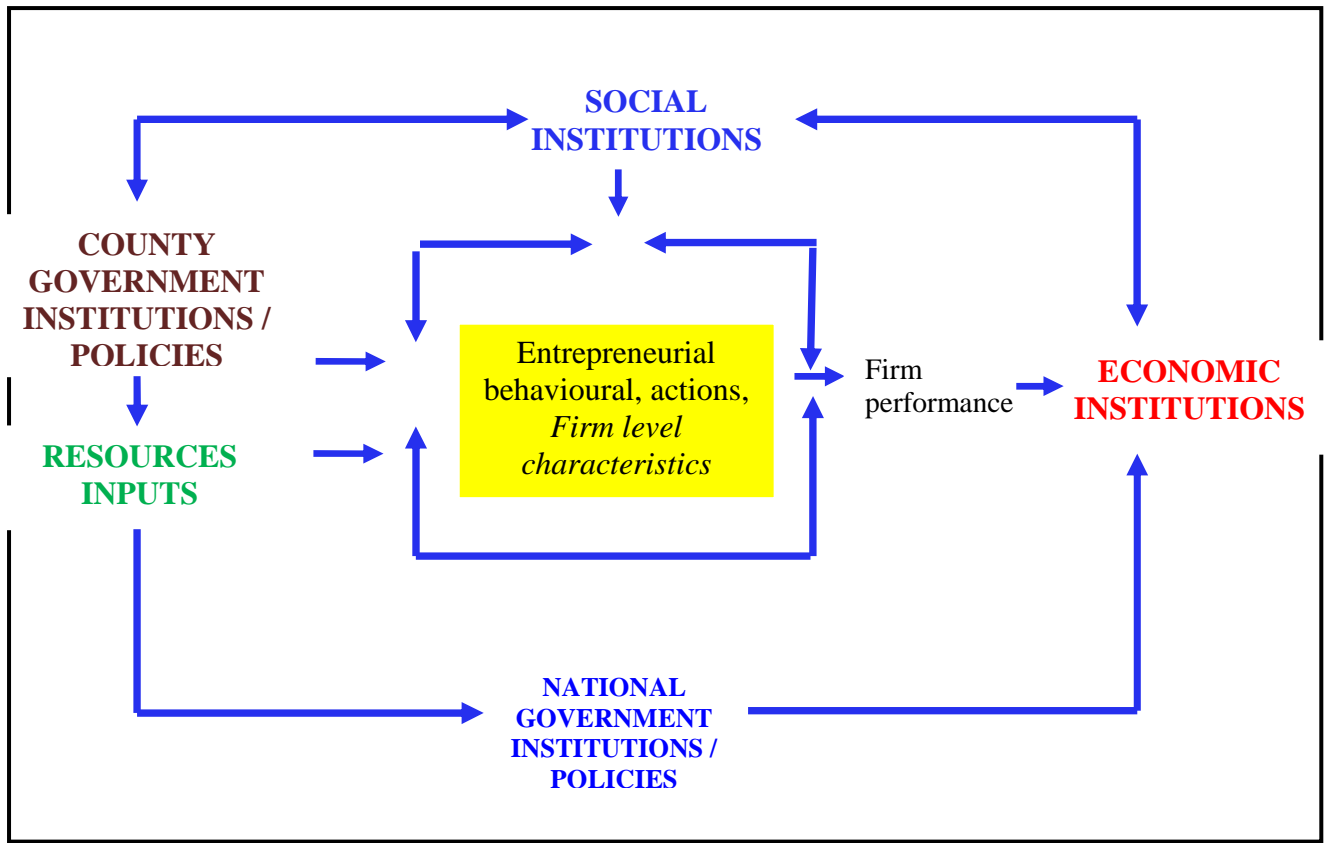 SOCIAL
INSTITUTIONS
COUNTY
GOVERNMENT
INSTITUTIONS /
POLICIES
RESOURCES
INPUTS
Entrepreneurial
behavioural, actions,
Firm level
characteristics
Firm
performance
ECONOMIC
INSTITUTIONS
NATIONAL
GOVERNMENT
INSTITUTIONS /
POLICIES